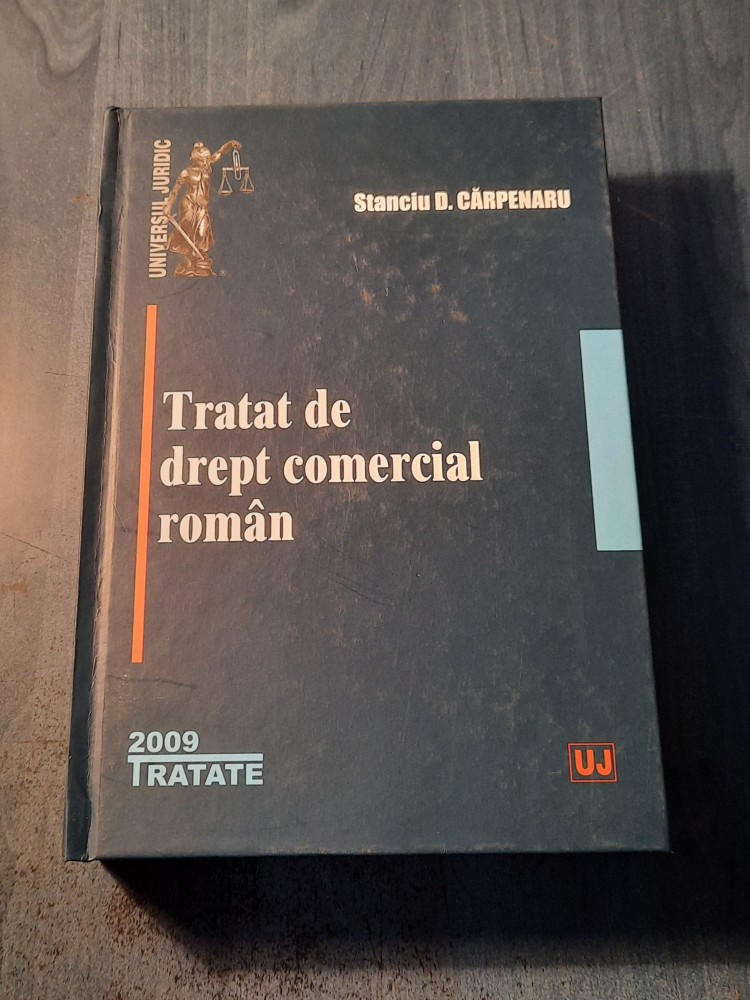 UNIVERSUL JURIDIC
Stanciu D. CĂRPENARU
Tratat de
drept comercial
român
2009
TRATATE
UJ